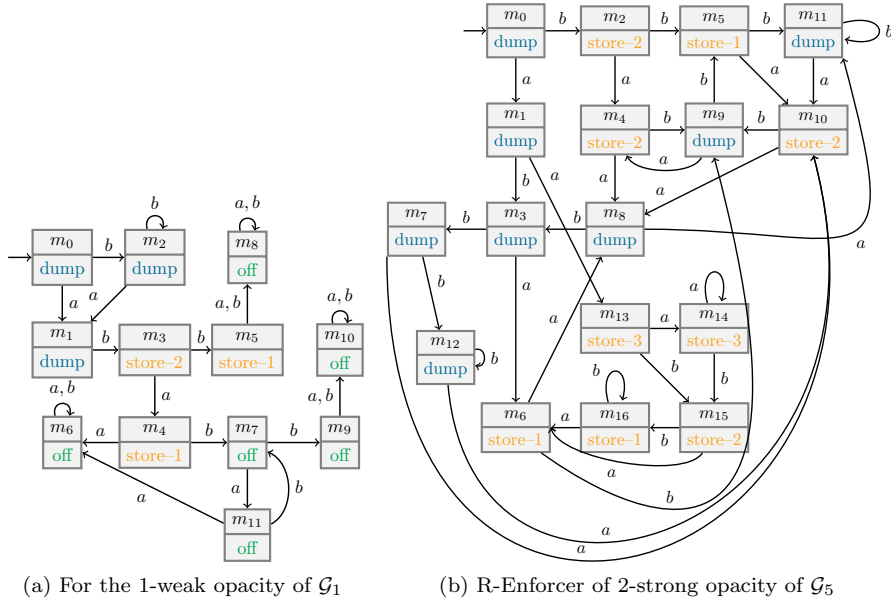 m0
dump
b
m2
store–2
b
m5
store–1
b
m11
dump
b
a
a
a
a
m1
dump
m4
store–2
b
m9
dump
b
b
m10
store–2
a
b
a
a
a
m7
dump
b
m3
dump
b
m8
dump
a
b
a
a
m13
store–3
a
m14
store–3
a
b
b
m12
dump
b
m6
store–1
a
m16
store–1
b
b
m15
store–2
a
b
a
a
m0
dump
b
m2
dump
b
a
a
m8
off
a, b
a, b
m1
dump
b
m3
store–2
b
m5
store–1
m10
off
a, b
a, b
a
m6
off
a, b
a
m4
store–1
b
m7
off
b
m9
off
a
a
b
m11
off
(a) For the 1-weak opacity of 𝒢1
(b) R-Enforcer of 2-strong opacity of 𝒢5